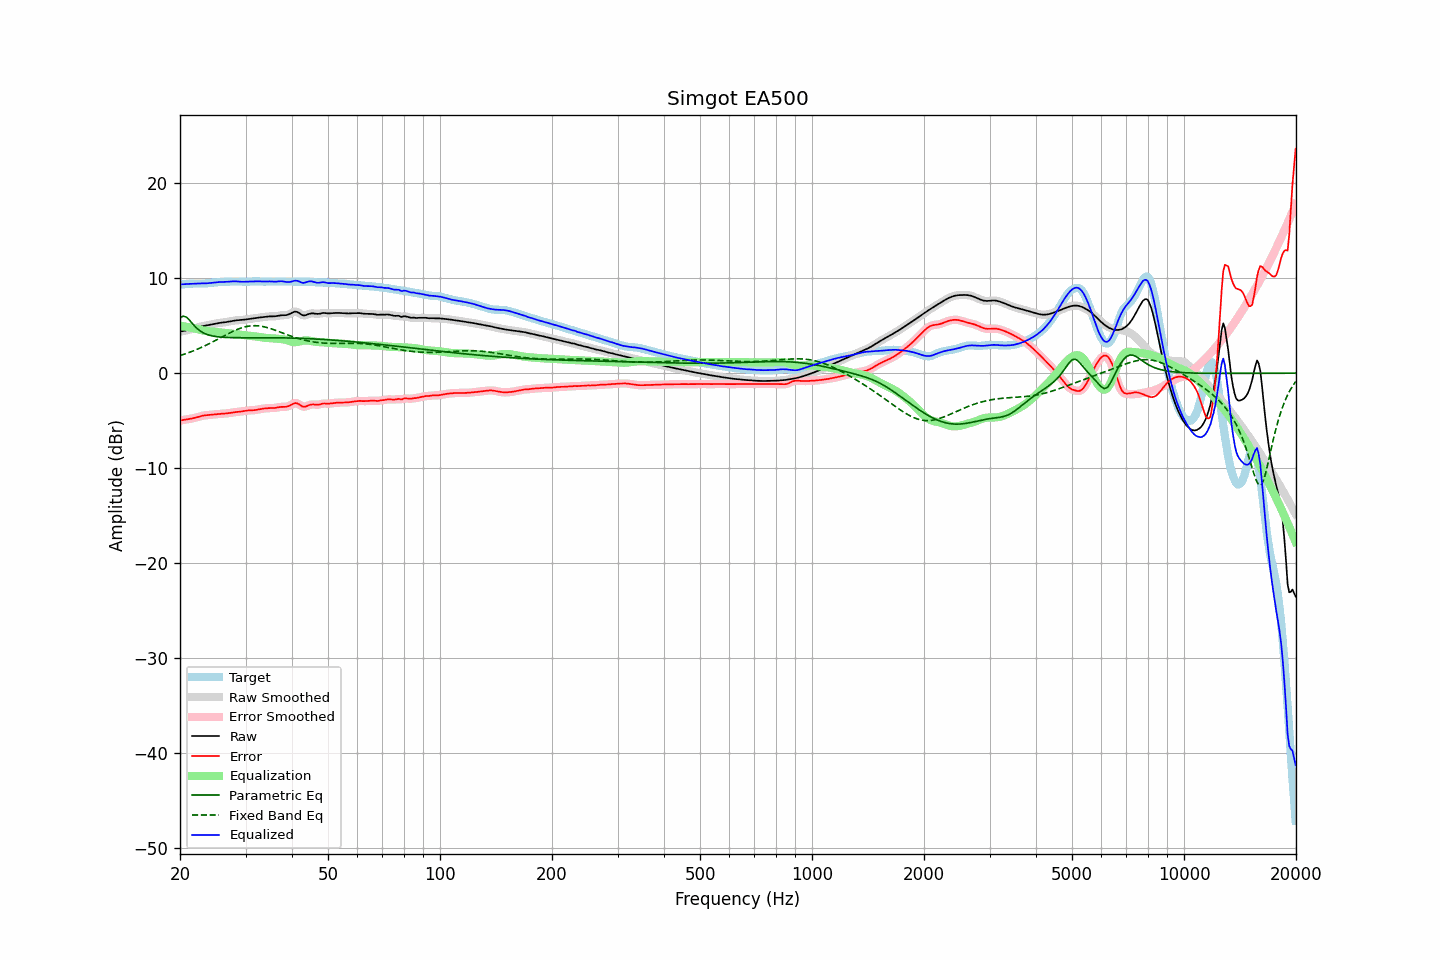 Simgot EA500
Amplitude (dBr)
20
10
0
−10
−20
−30
−40
−50
Target
Raw Smoothed
Error Smoothed
Raw
Error
Equalization
Parametric Eq
Fixed Band Eq
Equalized
20 50 100 200 500 1000 2000 5000 10000 20000
Frequency (Hz)